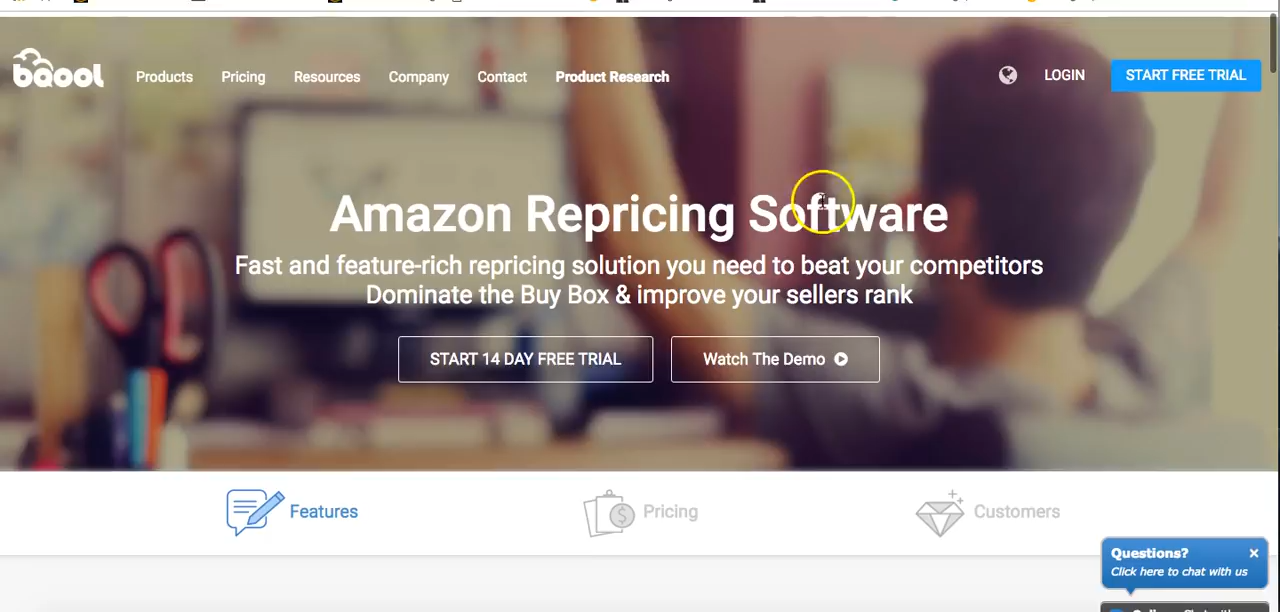 bqool
Products
Pricing
Resources
Company
Contact
Product Research
LOGIN
START FREE TRIAL
Amazon Repricing Software
Fast and feature-rich repricing solution you need to beat your competitors
Dominate the Buy Box & improve your sellers rank
START 14 DAY FREE TRIAL
Watch The Demo
Features
Pricing
Customers
Questions?
Click here to chat with us